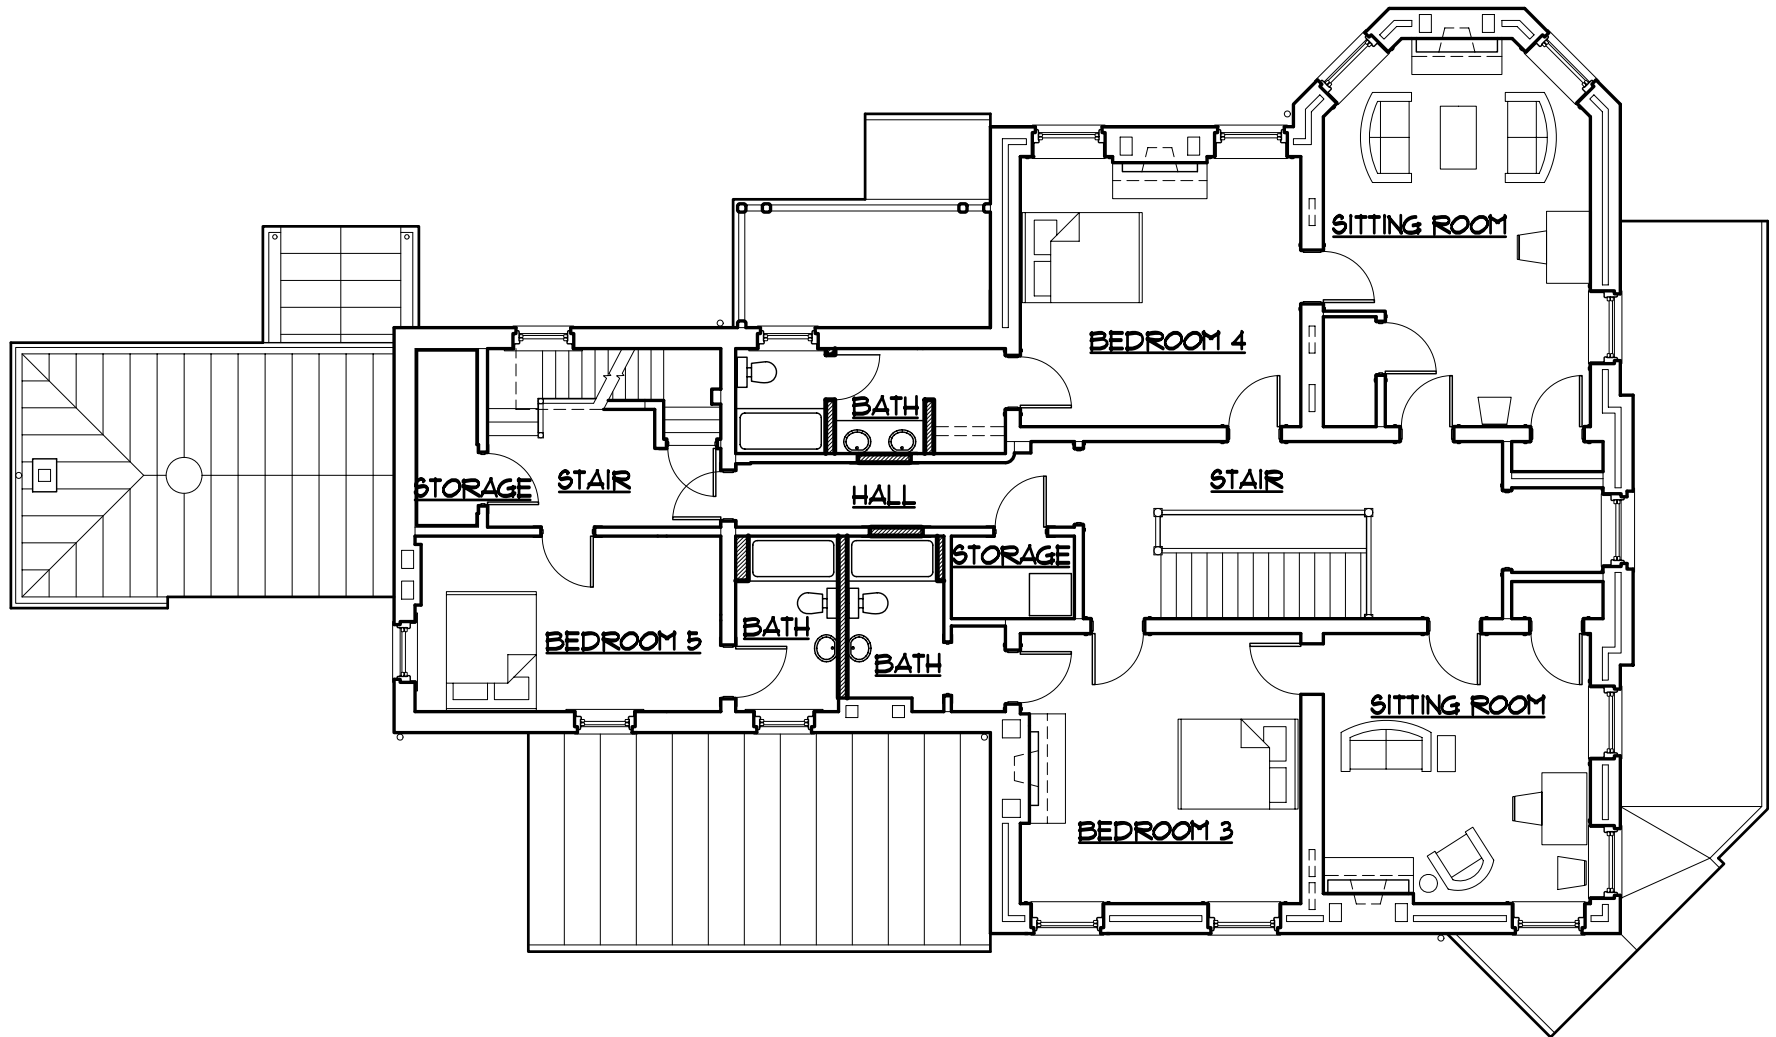 SITTING ROOM
BEDROOM 4
BATH
STORAGE
STAIR
HALL
STAIR
STORAGE
BEDROOM 5
BATH
BATH
SITTING ROOM
BEDROOM 3